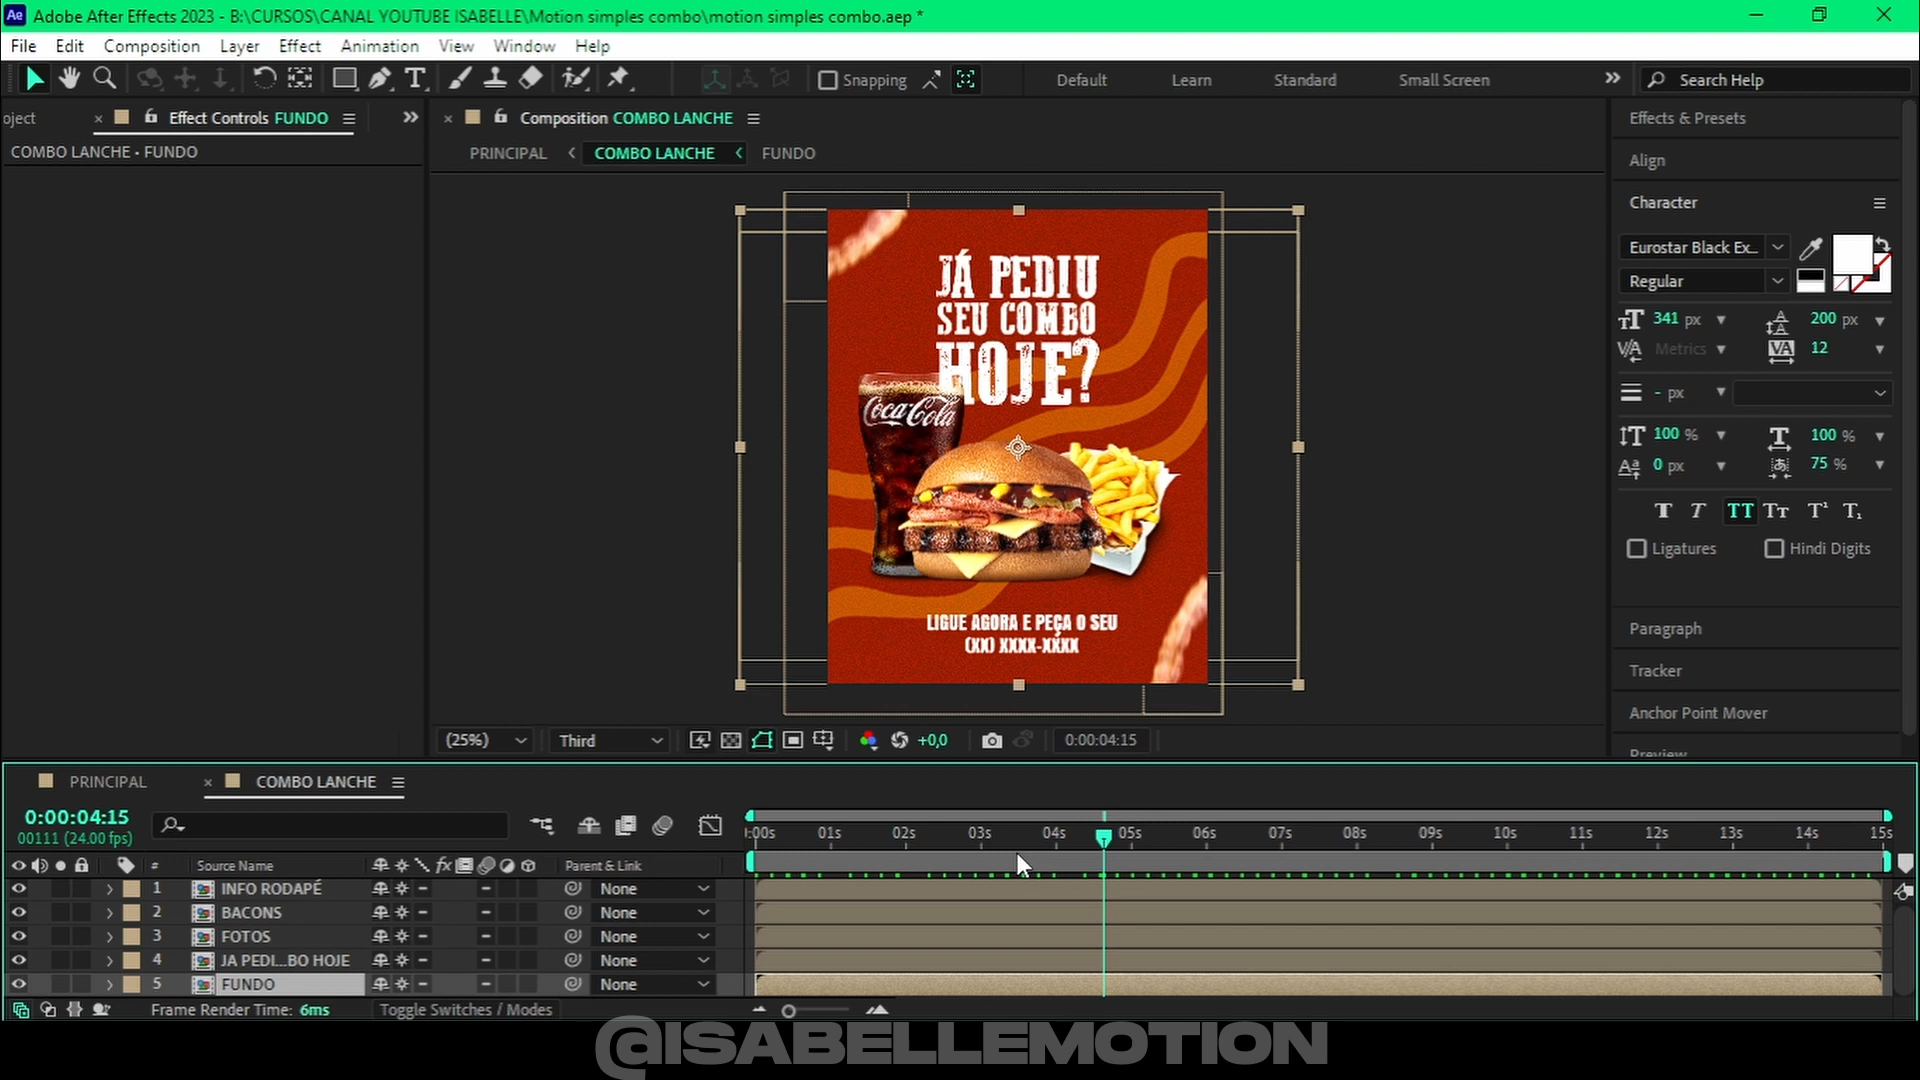 Ae Adobe After Effects 2023 - B:\CURSOS\CANAL YOUTUBE ISABELLE\Motion simples combo\motion simples combo.aep *
File Edit Composition Layer Effect Animation View Window Help
Snapping Default Learn Standard Small Screen Search Help
oject Effect Controls FUNDO
Composition COMBO LANCHE
Effects & Presets
COMBO LANCHE • FUNDO
PRINCIPAL COMBO LANCHE FUNDO
Align
Character
Eurostar Black Ex...
Regular
341 px 200 px
Metrics 12
- px
100 % 100 %
0 px 75 %
Ligatures Hindi Digits
Paragraph
Tracker
Anchor Point Mover
Preview
JÁ PEDIU
SEU COMBO
HOJE?
Coca-Cola
LIGUE AGORA E PEÇA O SEU
(XX) XXXX-XXXX
(25%) Third +0,0 0:00:04:15
PRINCIPAL COMBO LANCHE
0:00:04:15
00111 (24.00 fps)
:00s 01s 02s 03s 04s 05s 06s 07s 08s 09s 10s 11s 12s 13s 14s 15s
# Source Name Parent & Link
1 INFO RODAPÉ None
2 BACONS None
3 FOTOS None
4 JA PEDI...BO HOJE None
5 FUNDO None
Frame Render Time: 6ms Toggle Switches / Modes
@ISABELLEMOTION